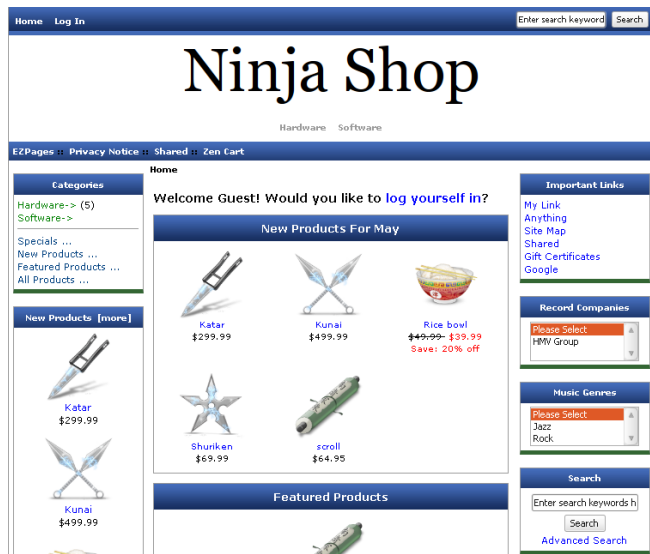 Home Log In Enter search keyword Search
Ninja Shop
Hardware Software
EZPages :: Privacy Notice :: Shared :: Zen Cart
Categories
Hardware-> (5)
Software->
Specials ...
New Products ...
Featured Products ...
All Products ...
New Products [more]
Katar
$299.99
Kunai
$499.99
Home
Welcome Guest! Would you like to log yourself in?
New Products For May
Katar
$299.99
Kunai
$499.99
Rice bowl
$49.99 $39.99
Save: 20% off
Shuriken
$69.99
scroll
$64.95
Featured Products
Important Links
My Link
Anything
Site Map
Shared
Gift Certificates
Google
Record Companies
Please Select
HMV Group
Music Genres
Please Select
Jazz
Rock
Search
Enter search keywords h
Search
Advanced Search